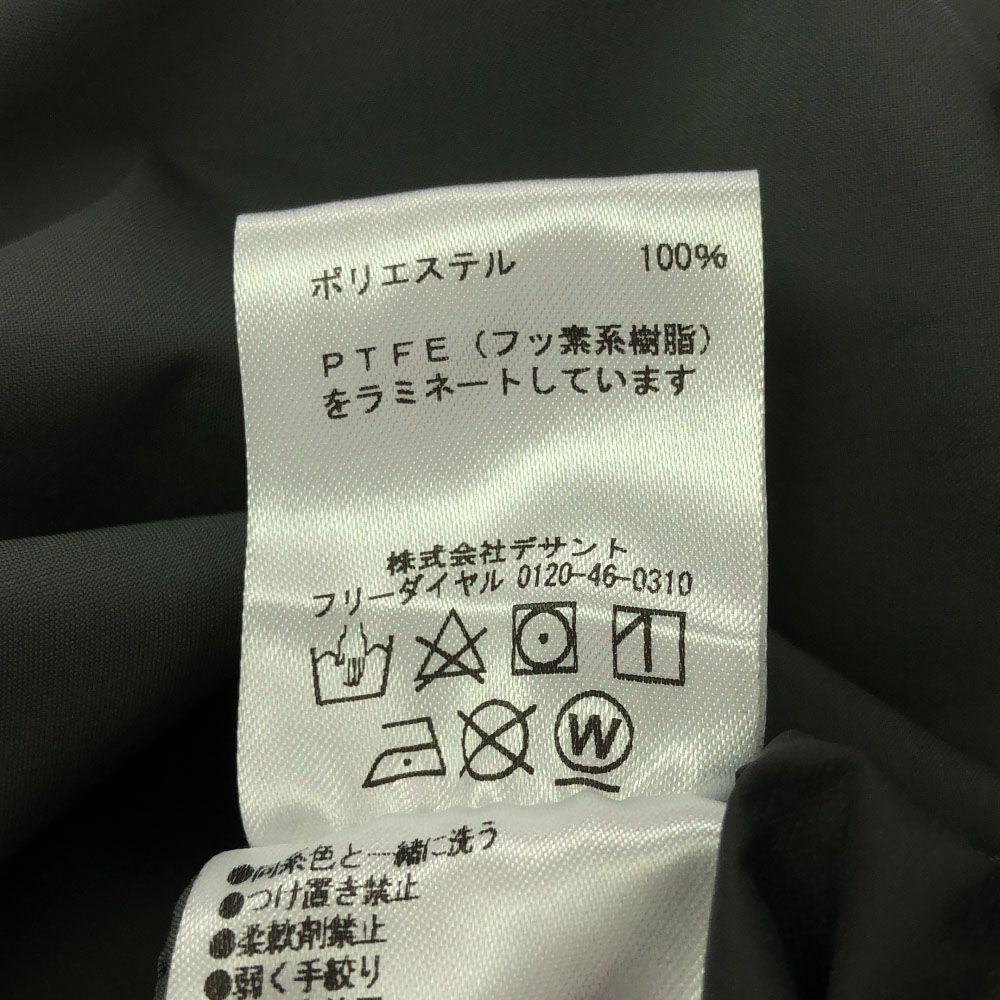 ポリエステル 100%
PTFE(フッ素系樹脂)
をラミネートしています
株式会社デサント
フリーダイヤル 0120-46-0310
W
●同系色と一緒に洗う
●つけ置き禁止
●柔軟剤禁止
●弱く手絞り